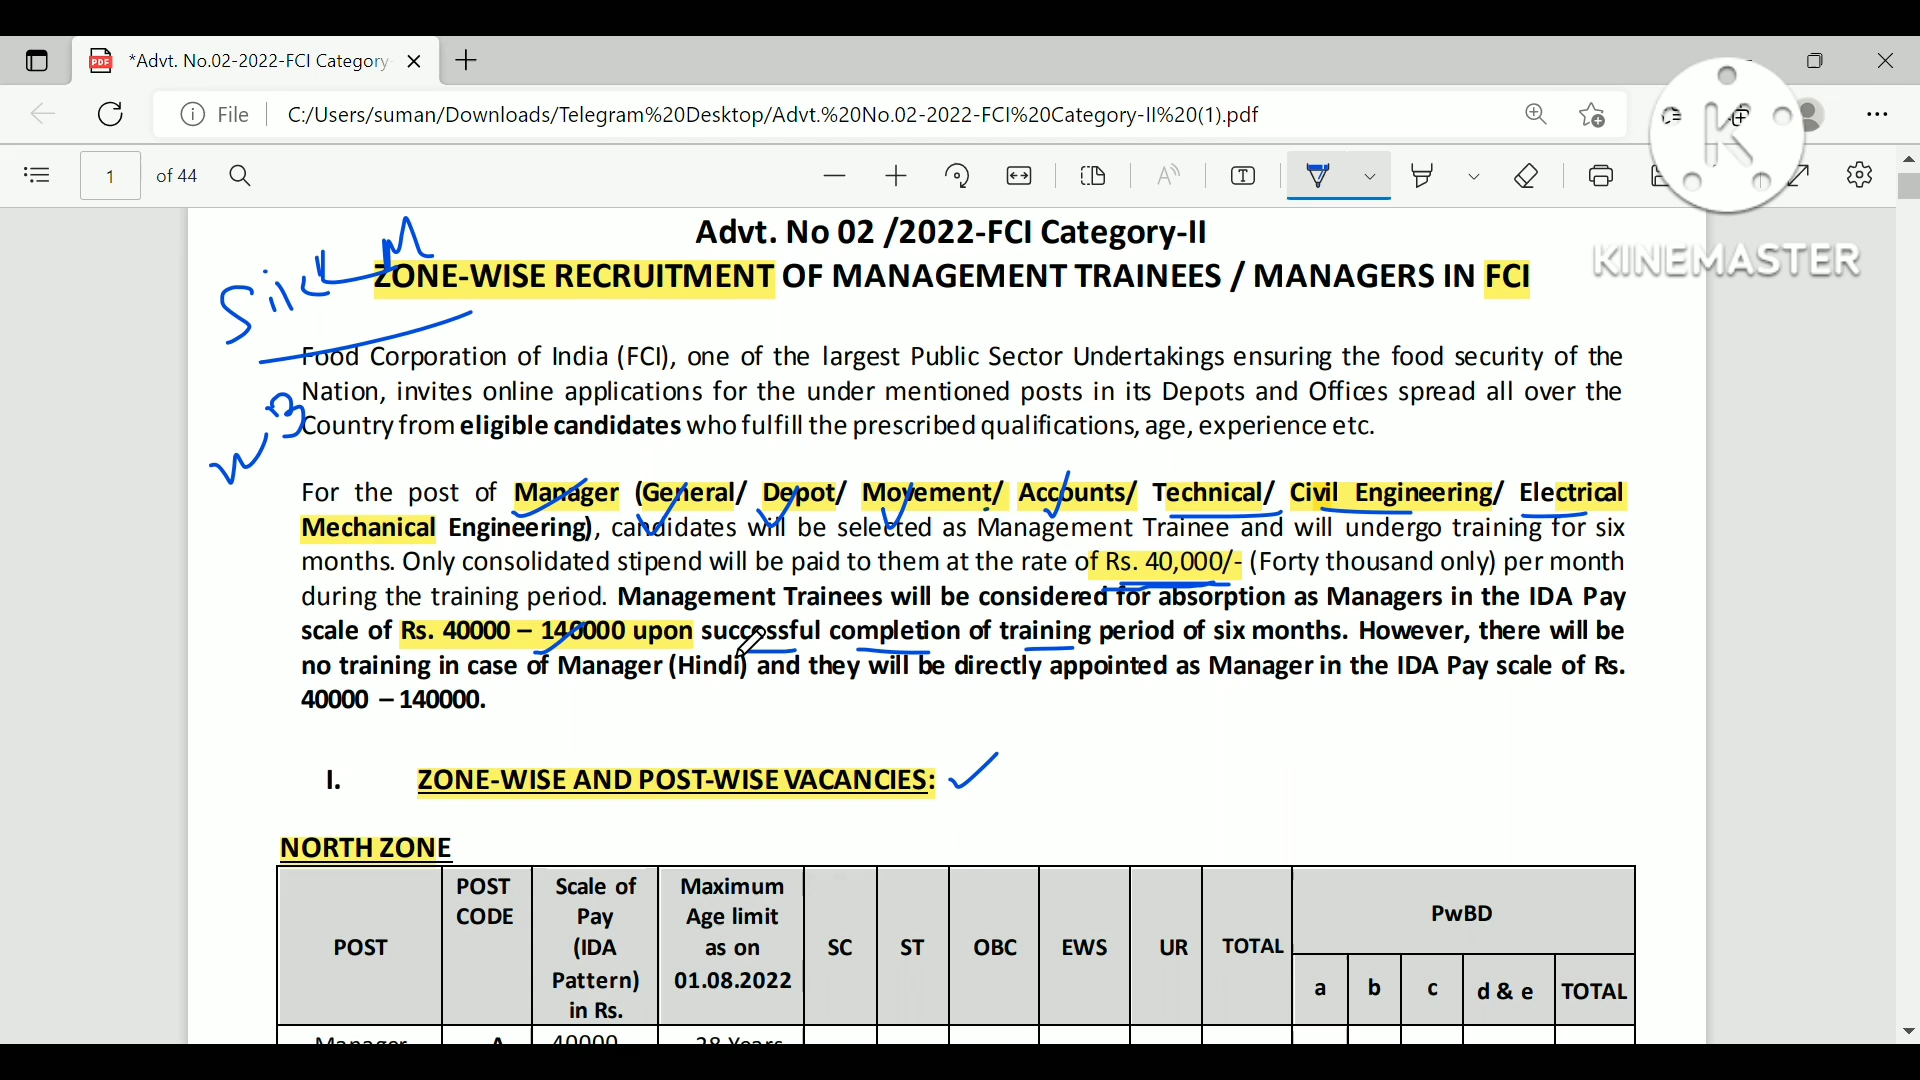 *Advt. No.02-2022-FCI Category
File
C:/Users/suman/Downloads/Telegram%20Desktop/Advt.%20No.02-2022-FCI%20Category-II%20(1).pdf
1 of 44
KINEMASTER
Advt. No 02 /2022-FCI Category-II
ZONE-WISE RECRUITMENT OF MANAGEMENT TRAINEES / MANAGERS IN FCI
Food Corporation of India (FCI), one of the largest Public Sector Undertakings ensuring the food security of the
Nation, invites online applications for the under mentioned posts in its Depots and Offices spread all over the
Country from eligible candidates who fulfill the prescribed qualifications, age, experience etc.
For the post of Manager (General/ Depot/ Movement/ Accounts/ Technical/ Civil Engineering/ Electrical
Mechanical Engineering), candidates will be selected as Management Trainee and will undergo training for six
months. Only consolidated stipend will be paid to them at the rate of Rs. 40,000/- (Forty thousand only) per month
during the training period. Management Trainees will be considered for absorption as Managers in the IDA Pay
scale of Rs. 40000 – 140000 upon successful completion of training period of six months. However, there will be
no training in case of Manager (Hindi) and they will be directly appointed as Manager in the IDA Pay scale of Rs.
40000 – 140000.
I. ZONE-WISE AND POST-WISE VACANCIES:
NORTH ZONE
POST
POST CODE
Scale of Pay (IDA Pattern) in Rs.
Maximum Age limit as on 01.08.2022
SC
ST
OBC
EWS
UR
TOTAL
PwBD
a
b
c
d & e
TOTAL
Manager
A
40000
28 Years